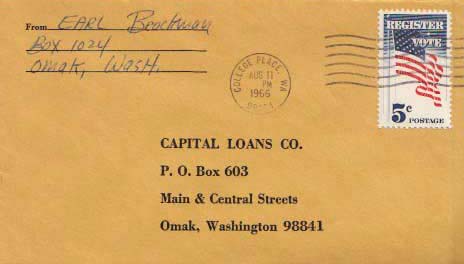 From EARL Brockman
Box 1024
Omak, Wash.
COLLEGE PLACE, WA
AUG 11
PM
1966
REGISTER
VOTE
5c POSTAGE
CAPITAL LOANS CO.
P. O. Box 603
Main & Central Streets
Omak, Washington 98841